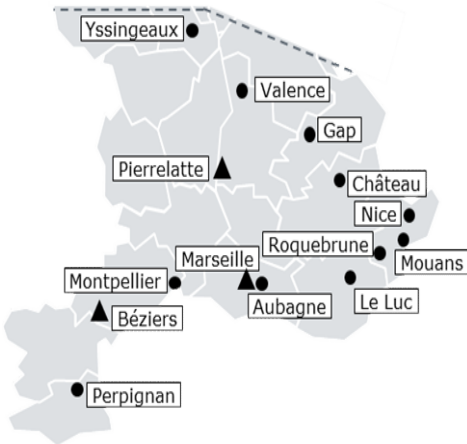 Yssingeaux
Valence
Gap
Pierrelatte
Château
Nice
Roquebrune
Mouans
Marseille
Montpellier
Aubagne
Le Luc
Béziers
Perpignan